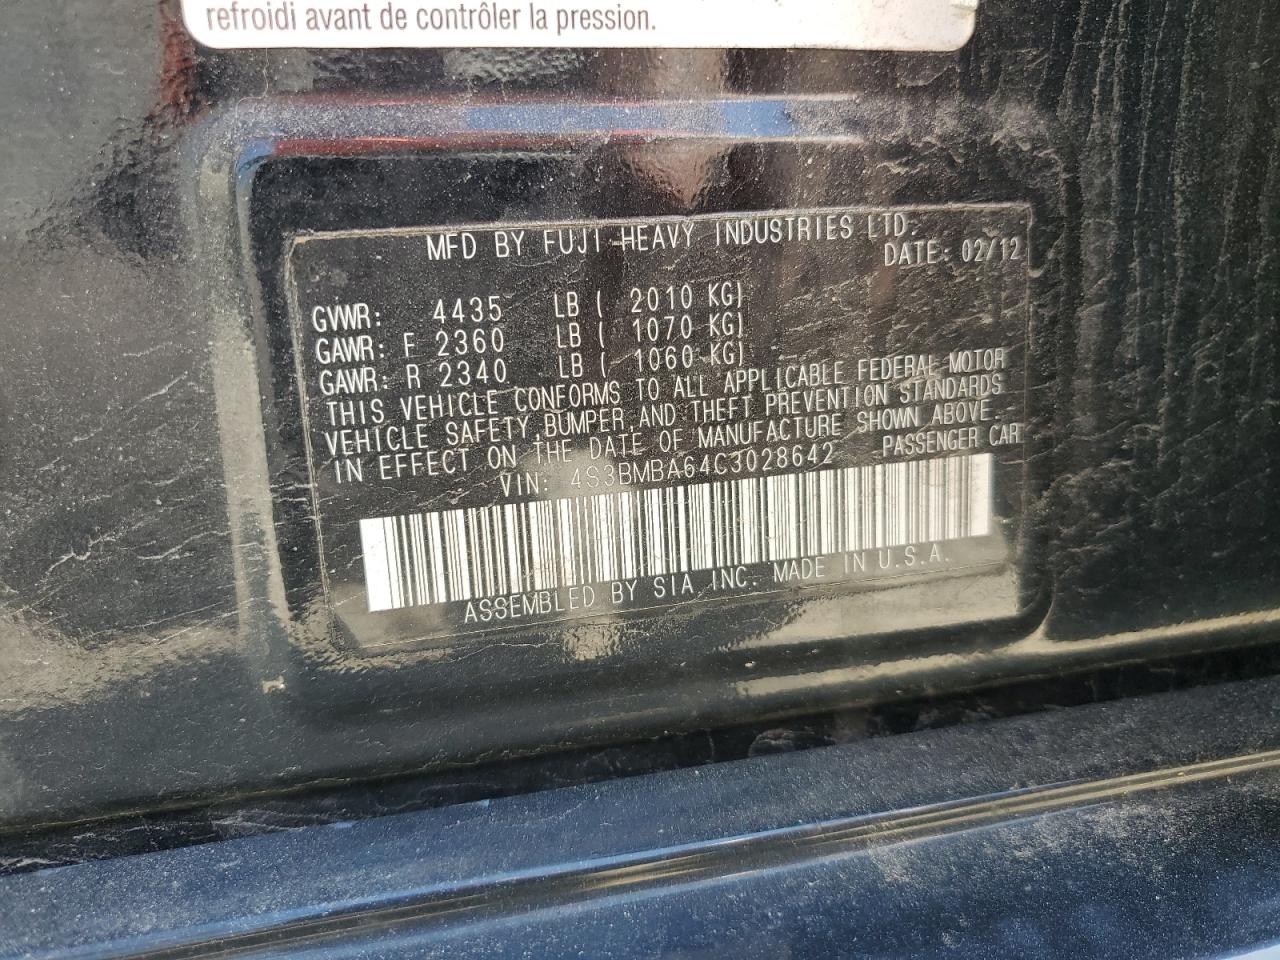 refroidi avant de contrôler la pression.
MFD BY FUJI HEAVY INDUSTRIES LTD.
DATE: 02/12
GVWR: 4435 LB ( 2010 KG)
GAWR: F 2360 LB ( 1070 KG)
GAWR: R 2340 LB ( 1060 KG)
THIS VEHICLE CONFORMS TO ALL APPLICABLE FEDERAL MOTOR
VEHICLE SAFETY,BUMPER,AND THEFT PREVENTION STANDARDS
IN EFFECT ON THE DATE OF MANUFACTURE SHOWN ABOVE.
VIN: 4S3BMBA64C3028642 PASSENGER CAR
ASSEMBLED BY SIA INC. MADE IN U.S.A.